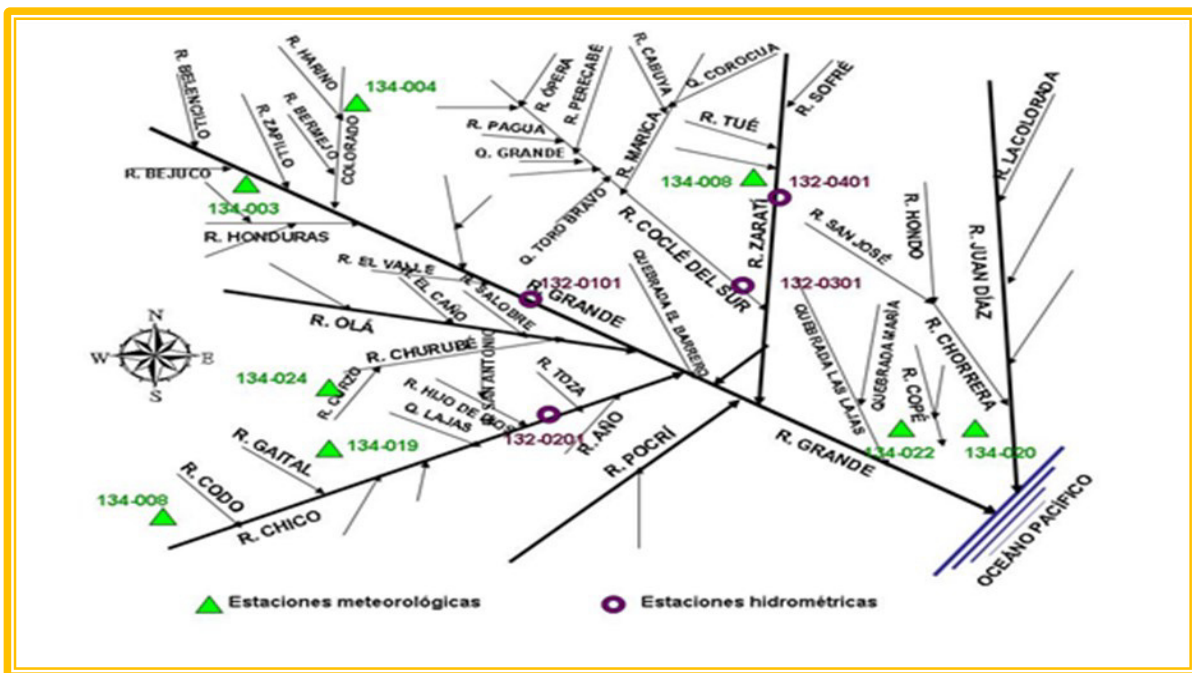 R. BELENCILLO
R. HARINO
134-004
R. ZAPILLO
R. BERMEJO
COLORADO
R. BEJUCO
134-003
R. HONDURAS
R. ÓPERA
R. PERECABÉ
R. PAGUA
Q. GRANDE
R. CABUYA
Q. COROCUA
R. MARICA
R. TUÉ
R. SOFRÉ
134-008
132-0401
R. ZARATÍ
Q. TORO BRAVO
R. COCLÉ DEL SUR
132-0301
R. LA COLORADA
R. JUAN DÍAZ
R. HONDO
R. SAN JOSÉ
R. CHORRERA
R. EL VALLE
R. EL CAÑO
R. SALOBRE
132-0101
R. GRANDE
QUEBRADA EL BARRERO
R. OLÁ
R. CHURUBÉ
SAN ANTONIO
N
W
E
S
134-024
R. HIJO DE DIOS
Q. LAJAS
R. TOZA
132-0201
R. AÑO
QUEBRADA LAS LAJAS
QUEBRADA MARÍA
R. COPÉ
134-022
134-020
R. GAITAL
134-019
R. CODO
134-008
R. CHICO
R. POCRÍ
R. GRANDE
OCEÀNO PACÍFICO
Estaciones meteorológicas
Estaciones hidrométricas